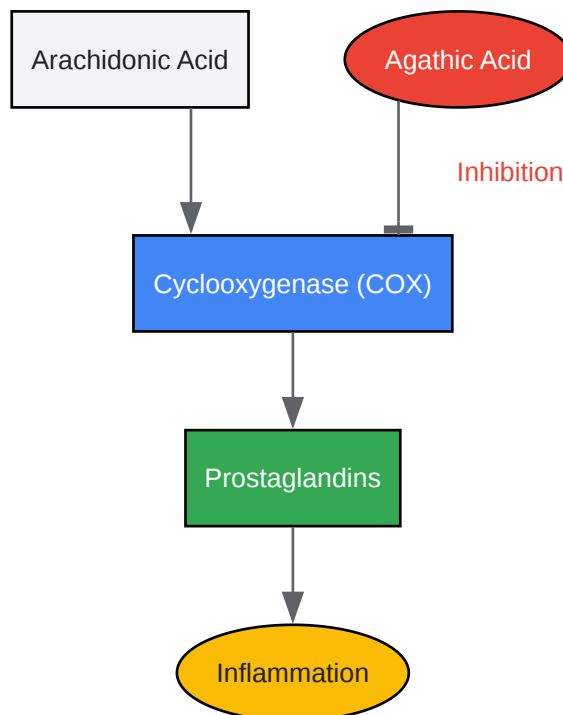 Arachidonic Acid
Agathic Acid
Inhibition
Cyclooxygenase (COX)
Prostaglandins
Inflammation